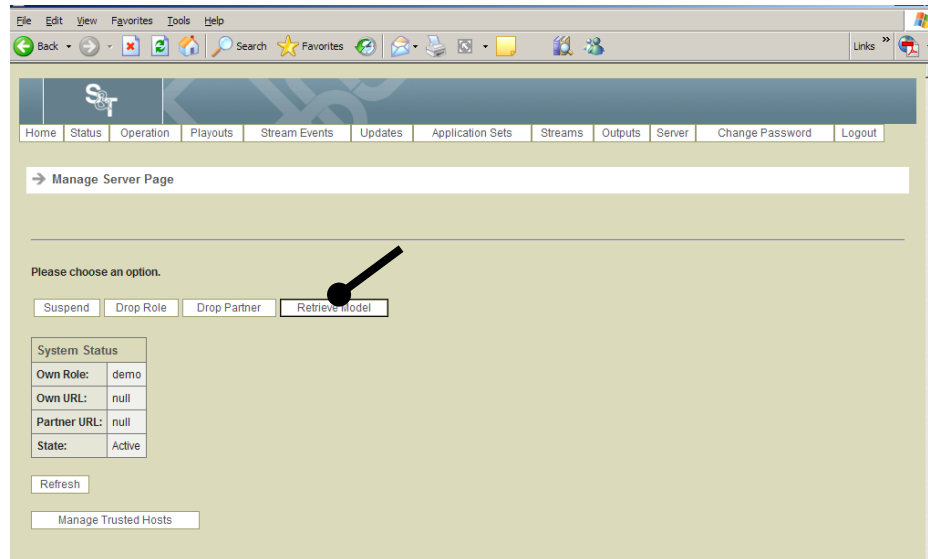 File Edit View Favorites Tools Help
Back Search Favorites Links »
S&T
Home Status Operation Playouts Stream Events Updates Application Sets Streams Outputs Server Change Password Logout
Manage Server Page
Please choose an option.
Suspend Drop Role Drop Partner Retrieve Model
System Status
Own Role: demo
Own URL: null
Partner URL: null
State: Active
Refresh
Manage Trusted Hosts